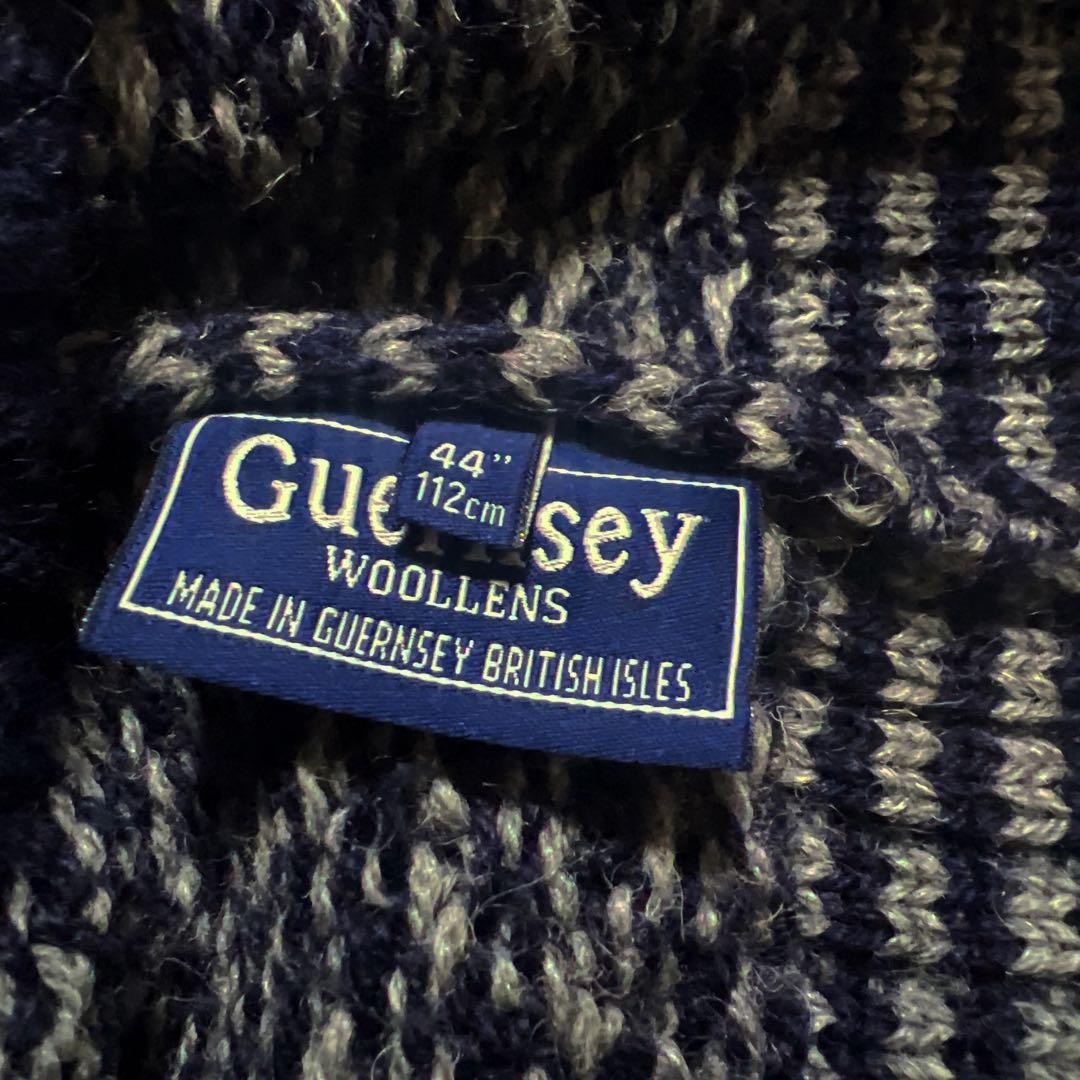 44"
112cm
Gue sey
WOOLLENS
MADE IN GUERNSEY BRITISH ISLES